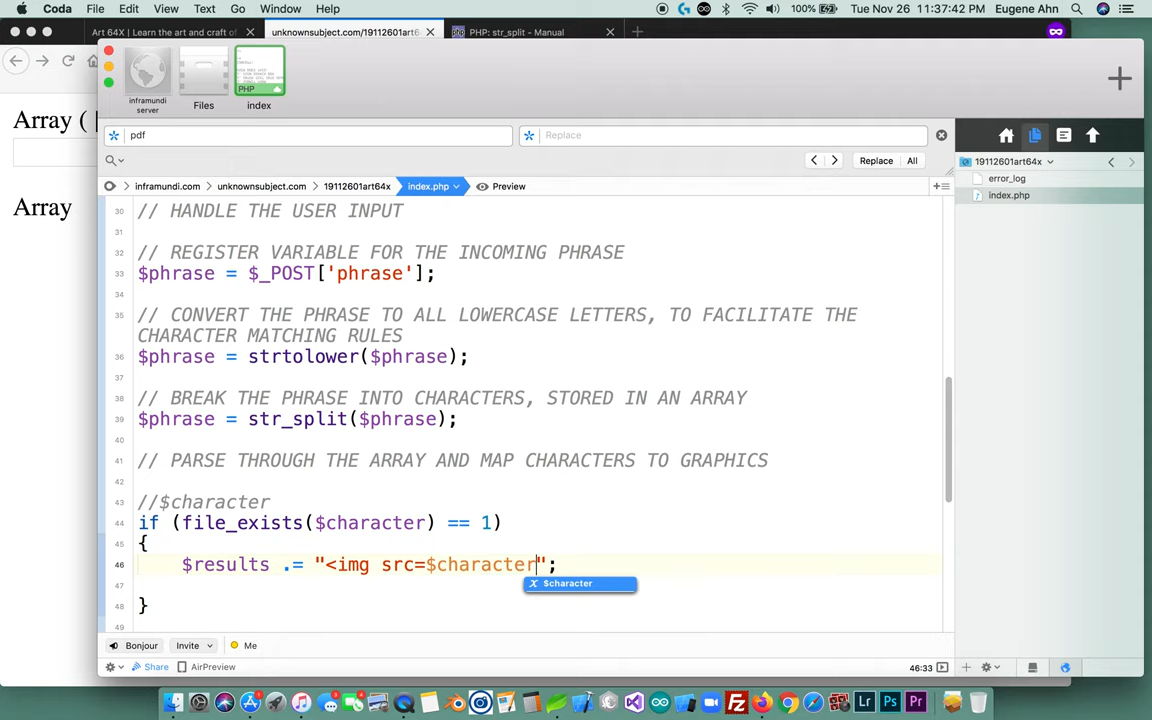 Coda File Edit View Text Go Window Help 100% Tue Nov 26 11:37:42 Eugene Ahn
Art 64X | Learn the art and craft of unknownsubject.com/19112601art6 PHP: str_split - Manual
inframundi server Files index
PHP
Array (
Array
pdf Replace
Replace All
inframundi.com unknownsubject.com 19112601art64x index.php Preview
19112601art64x
error_log
index.php
30 // HANDLE THE USER INPUT
31
32 // REGISTER VARIABLE FOR THE INCOMING PHRASE
33 $phrase = $_POST['phrase'];
34
35 // CONVERT THE PHRASE TO ALL LOWERCASE LETTERS, TO FACILITATE THE
CHARACTER MATCHING RULES
36 $phrase = strtolower($phrase);
37
38 // BREAK THE PHRASE INTO CHARACTERS, STORED IN AN ARRAY
39 $phrase = str_split($phrase);
40
41 // PARSE THROUGH THE ARRAY AND MAP CHARACTERS TO GRAPHICS
42
43 //$character
44 if (file_exists($character) == 1)
45 {
46 $results .= "<img src=$character";
$character
47
48 }
49
Bonjour Invite Me
Share AirPreview 46:33
Lr Ps Pr